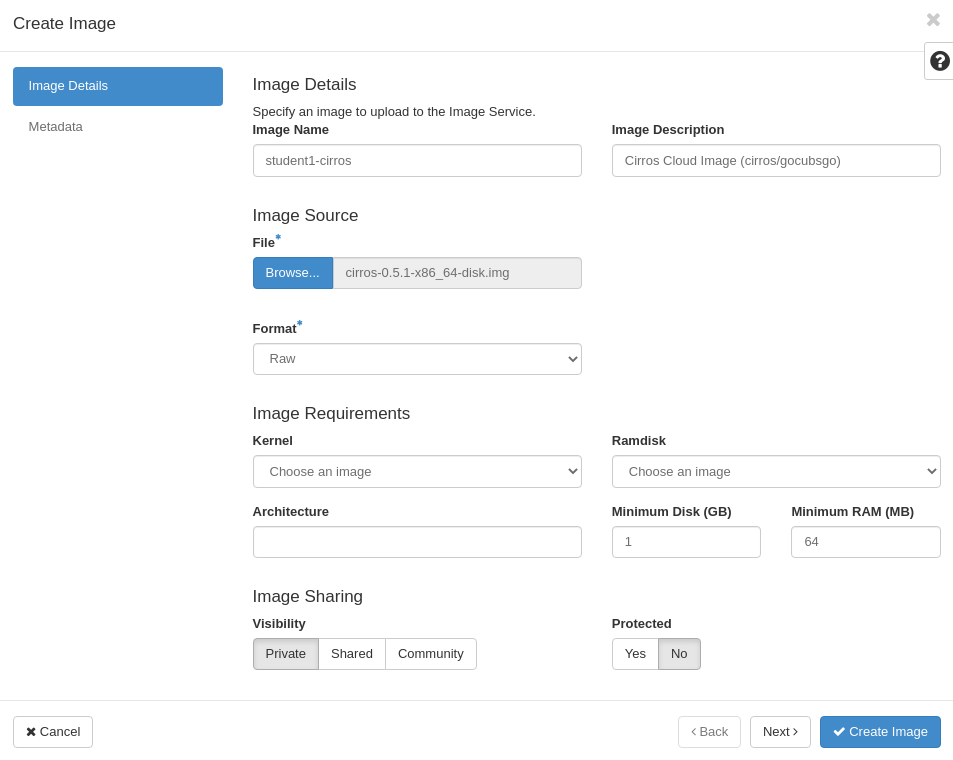 Create Image
Image Details
Metadata
Image Details
Specify an image to upload to the Image Service.
Image Name
Image Description
student1-cirros
Cirros Cloud Image (cirros/gocubsgo)
Image Source
File*
Browse...
cirros-0.5.1-x86_64-disk.img
Format*
Raw
Image Requirements
Kernel
Ramdisk
Choose an image
Choose an image
Architecture
Minimum Disk (GB)
Minimum RAM (MB)
1
64
Image Sharing
Visibility
Protected
Private
Shared
Community
Yes
No
✖ Cancel
‹ Back
Next ›
✔ Create Image